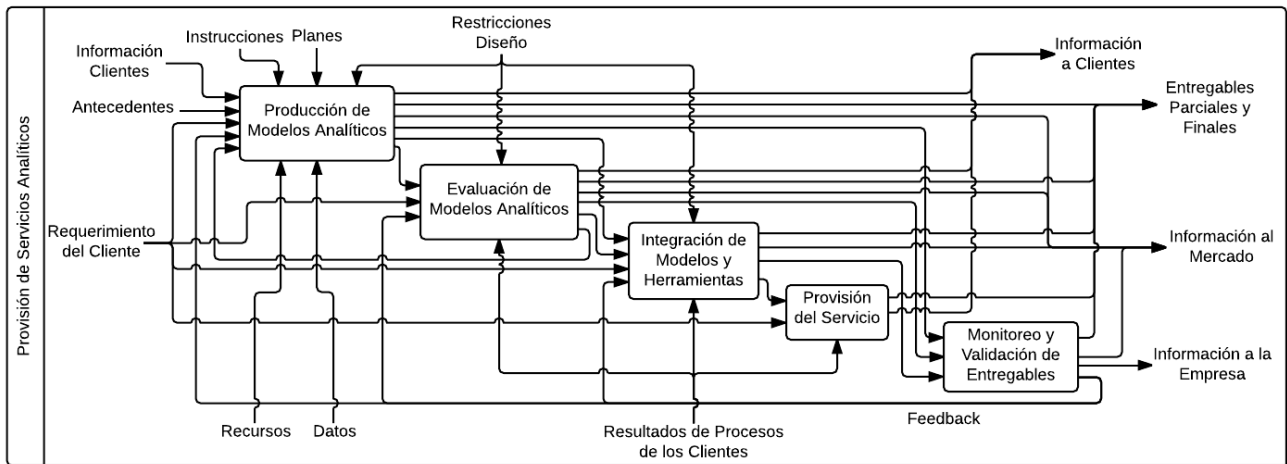 Provisión de Servicios Analíticos
Instrucciones
Planes
Restricciones
Diseño
Información
Clientes
Antecedentes
Requerimiento
del Cliente
Producción de
Modelos Analíticos
Evaluación de
Modelos Analíticos
Integración de
Modelos y
Herramientas
Provisión
del Servicio
Monitoreo y
Validación de
Entregables
Información
a Clientes
Entregables
Parciales y
Finales
Información al
Mercado
Información a la
Empresa
Feedback
Recursos
Datos
Resultados de Procesos
de los Clientes